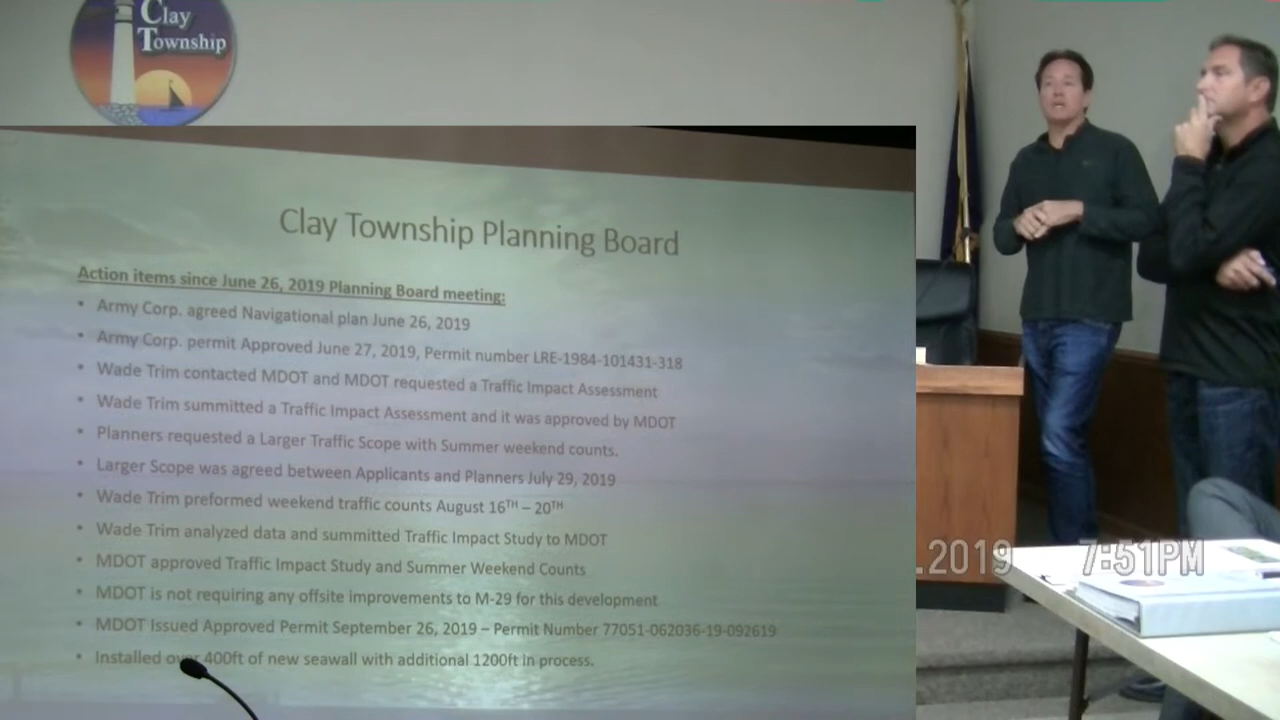 Clay
Township
Clay Township Planning Board
Action items since June 26, 2019 Planning Board meeting:
• Army Corp. agreed Navigational plan June 26, 2019
• Army Corp. permit Approved June 27, 2019, Permit number LRE-1984-101431-318
• Wade Trim contacted MDOT and MDOT requested a Traffic Impact Assessment
• Wade Trim summitted a Traffic Impact Assessment and it was approved by MDOT
• Planners requested a Larger Traffic Scope with Summer weekend counts.
• Larger Scope was agreed between Applicants and Planners July 29, 2019
• Wade Trim preformed weekend traffic counts August 16TH – 20TH
• Wade Trim analyzed data and summitted Traffic Impact Study to MDOT
• MDOT approved Traffic Impact Study and Summer Weekend Counts
• MDOT is not requiring any offsite improvements to M-29 for this development
• MDOT Issued Approved Permit September 26, 2019 – Permit Number 77051-062036-19-092619
• Installed over 400ft of new seawall with additional 1200ft in process.
.2019 7:51PM